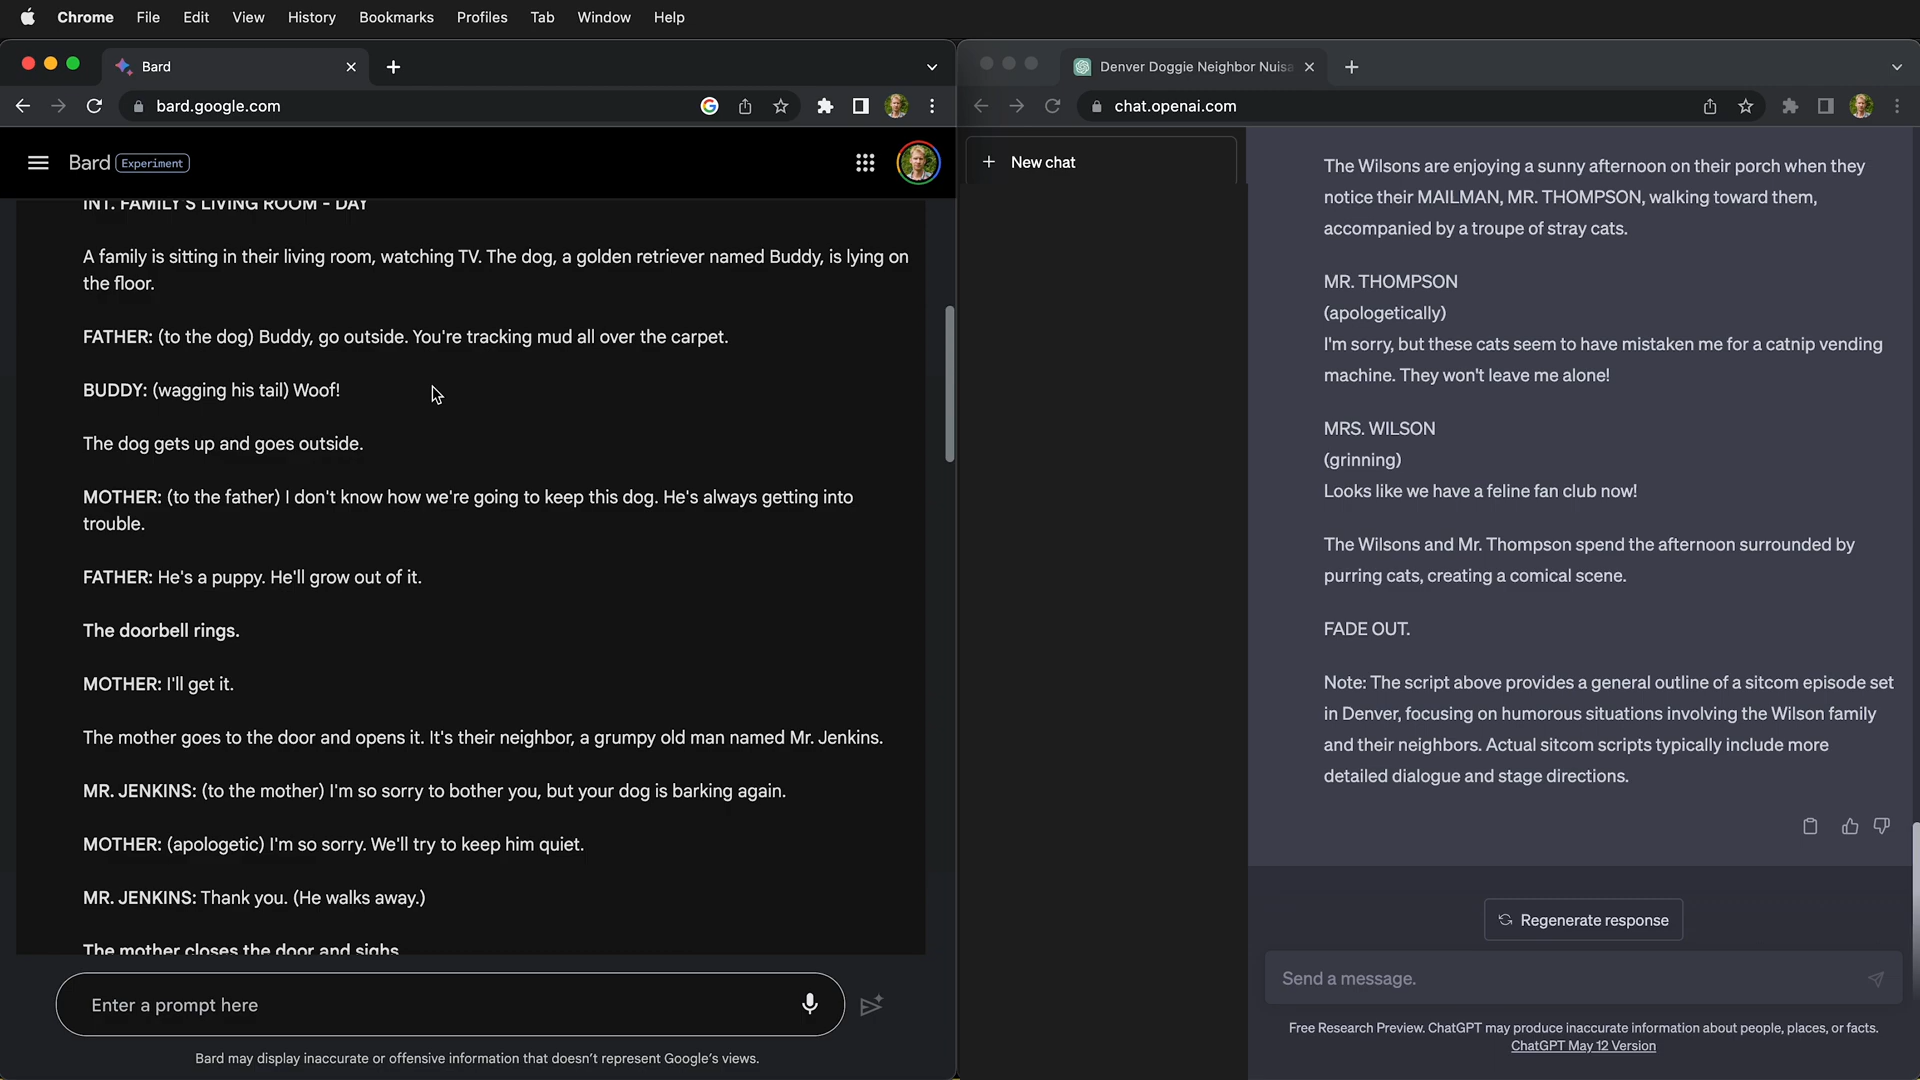 Chrome File Edit View History Bookmarks Profiles Tab Window Help
Bard
bard.google.com
Bard Experiment
INT. FAMILY'S LIVING ROOM - DAY
A family is sitting in their living room, watching TV. The dog, a golden retriever named Buddy, is lying on
the floor.
FATHER: (to the dog) Buddy, go outside. You're tracking mud all over the carpet.
BUDDY: (wagging his tail) Woof!
The dog gets up and goes outside.
MOTHER: (to the father) I don't know how we're going to keep this dog. He's always getting into
trouble.
FATHER: He's a puppy. He'll grow out of it.
The doorbell rings.
MOTHER: I'll get it.
The mother goes to the door and opens it. It's their neighbor, a grumpy old man named Mr. Jenkins.
MR. JENKINS: (to the mother) I'm so sorry to bother you, but your dog is barking again.
MOTHER: (apologetic) I'm so sorry. We'll try to keep him quiet.
MR. JENKINS: Thank you. (He walks away.)
The mother closes the door and sighs
Enter a prompt here
Bard may display inaccurate or offensive information that doesn't represent Google's views.
Denver Doggie Neighbor Nuisa
chat.openai.com
+ New chat
The Wilsons are enjoying a sunny afternoon on their porch when they
notice their MAILMAN, MR. THOMPSON, walking toward them,
accompanied by a troupe of stray cats.
MR. THOMPSON
(apologetically)
I'm sorry, but these cats seem to have mistaken me for a catnip vending
machine. They won't leave me alone!
MRS. WILSON
(grinning)
Looks like we have a feline fan club now!
The Wilsons and Mr. Thompson spend the afternoon surrounded by
purring cats, creating a comical scene.
FADE OUT.
Note: The script above provides a general outline of a sitcom episode set
in Denver, focusing on humorous situations involving the Wilson family
and their neighbors. Actual sitcom scripts typically include more
detailed dialogue and stage directions.
Regenerate response
Send a message.
Free Research Preview. ChatGPT may produce inaccurate information about people, places, or facts.
ChatGPT May 12 Version